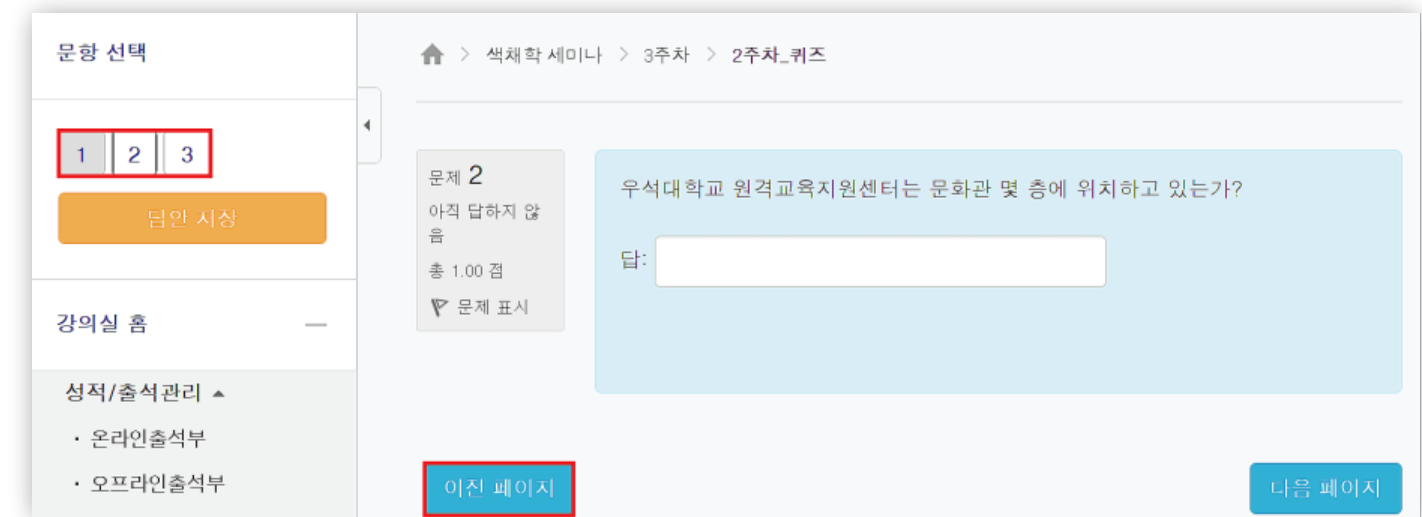 문항 선택
1 2 3
답안 저장
강의실 홈
성적/출석관리
· 온라인출석부
· 오프라인출석부
색채학 세미나 > 3주차 > 2주차_퀴즈
문제 2
아직 답하지 않
음
총 1.00 점
문제 표시
우석대학교 원격교육지원센터는 문화관 몇 층에 위치하고 있는가?
답:
이전 페이지
다음 페이지